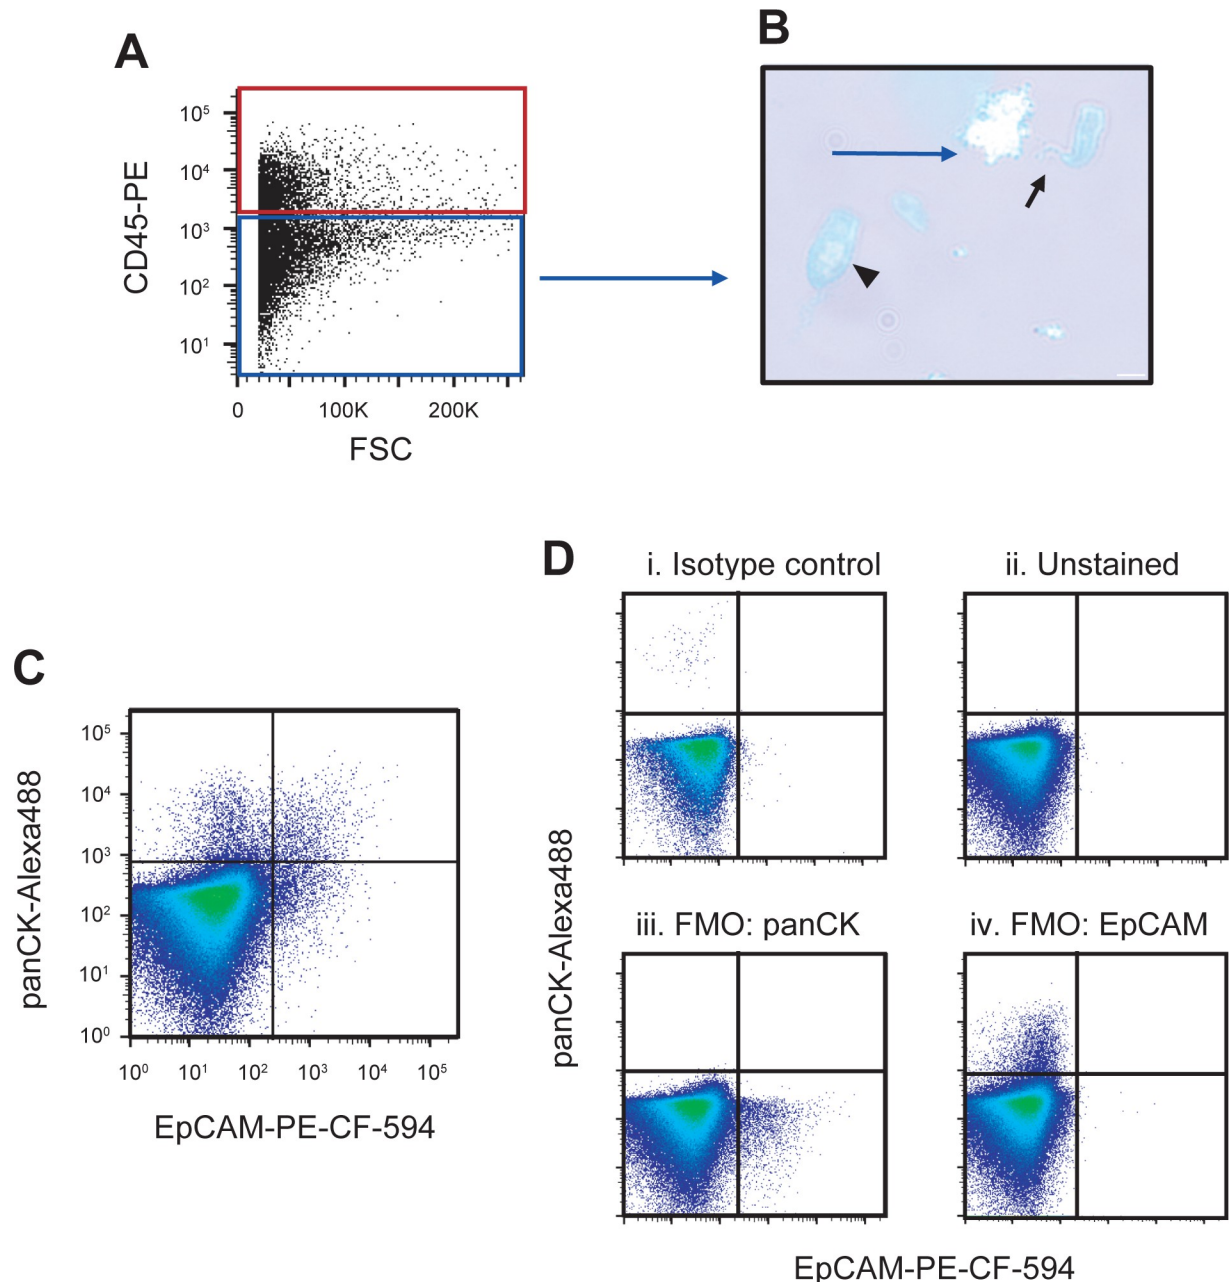 A
CD45-PE
10⁵
10⁴
10³
10²
10¹
0
100K
200K
FSC
B
C
panCK-Alexa488
10⁵
10⁴
10³
10²
10¹
10⁰
10⁰
10¹
10²
10³
10⁴
10⁵
EpCAM-PE-CF-594
D
i. Isotype control
ii. Unstained
iii. FMO: panCK
iv. FMO: EpCAM
panCK-Alexa488
EpCAM-PE-CF-594